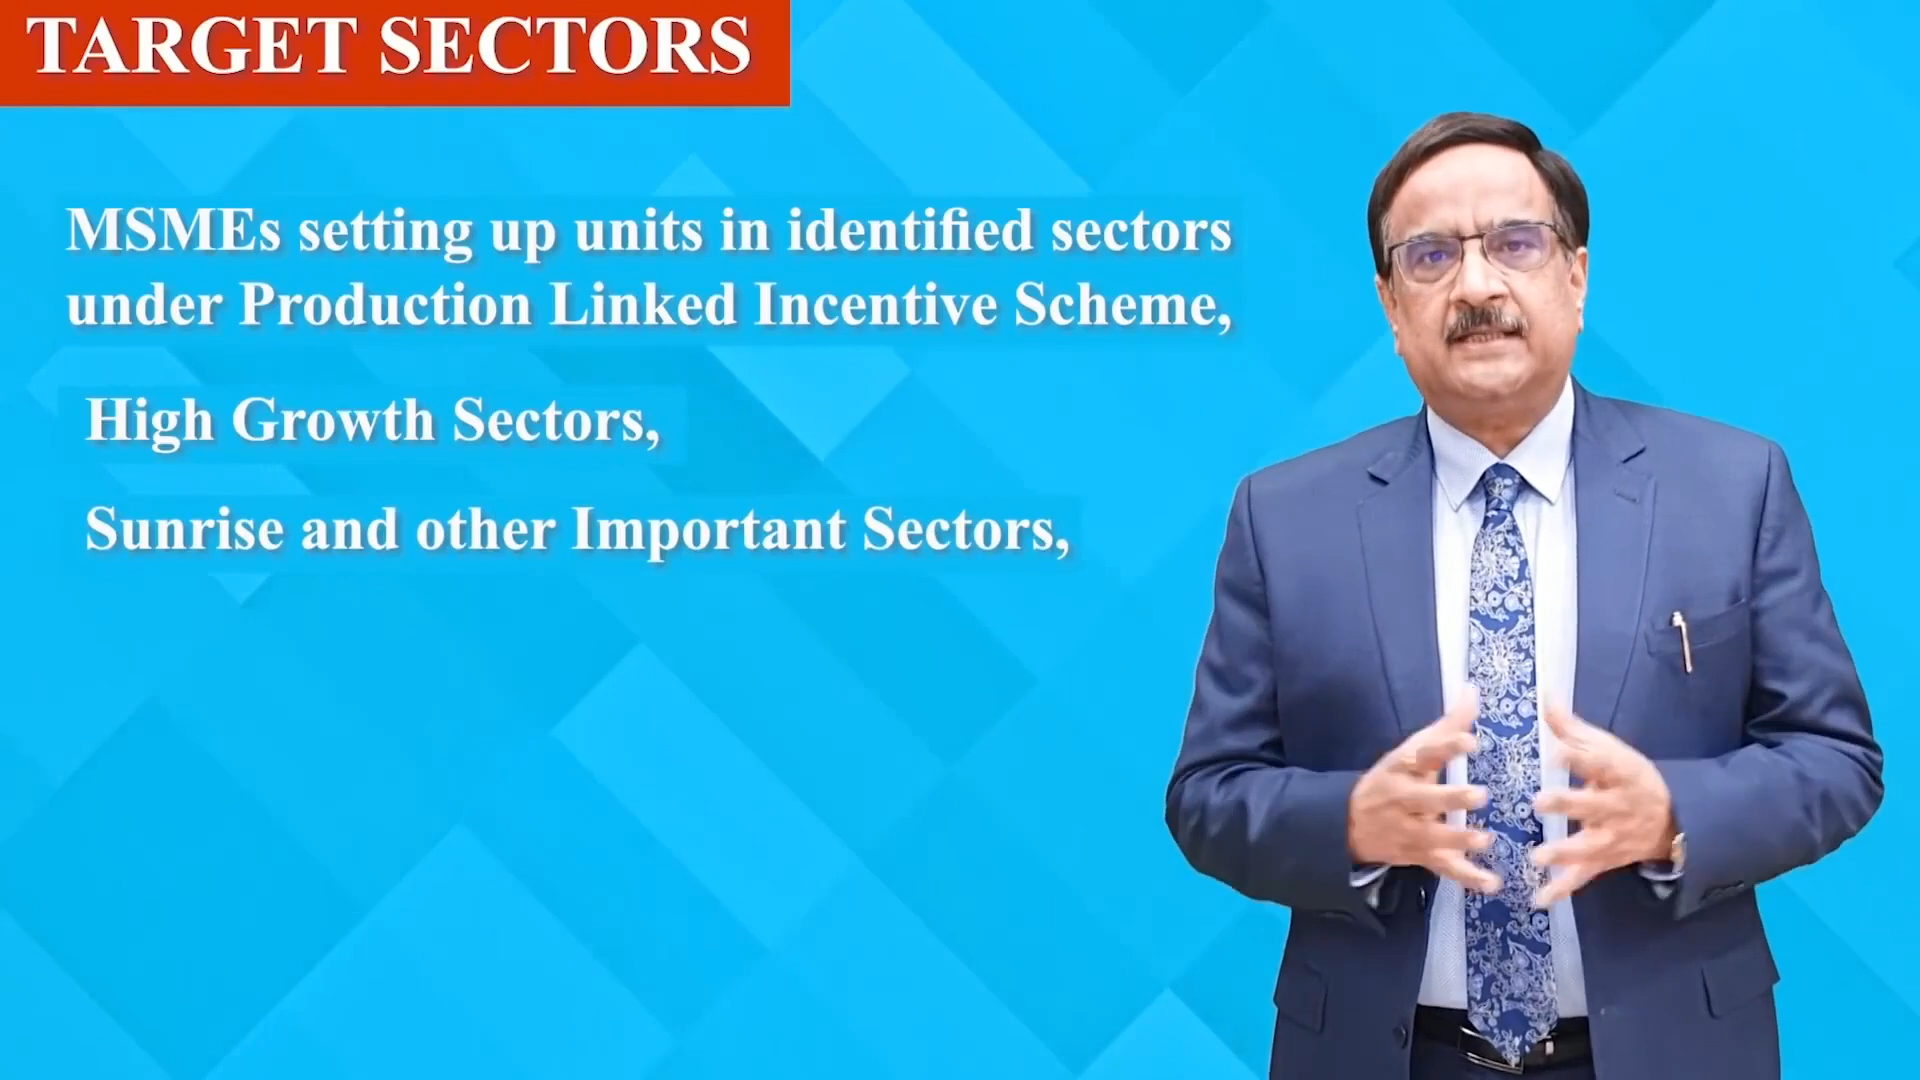 TARGET SECTORS
MSMEs setting up units in identified sectors
under Production Linked Incentive Scheme,
High Growth Sectors,
Sunrise and other Important Sectors,